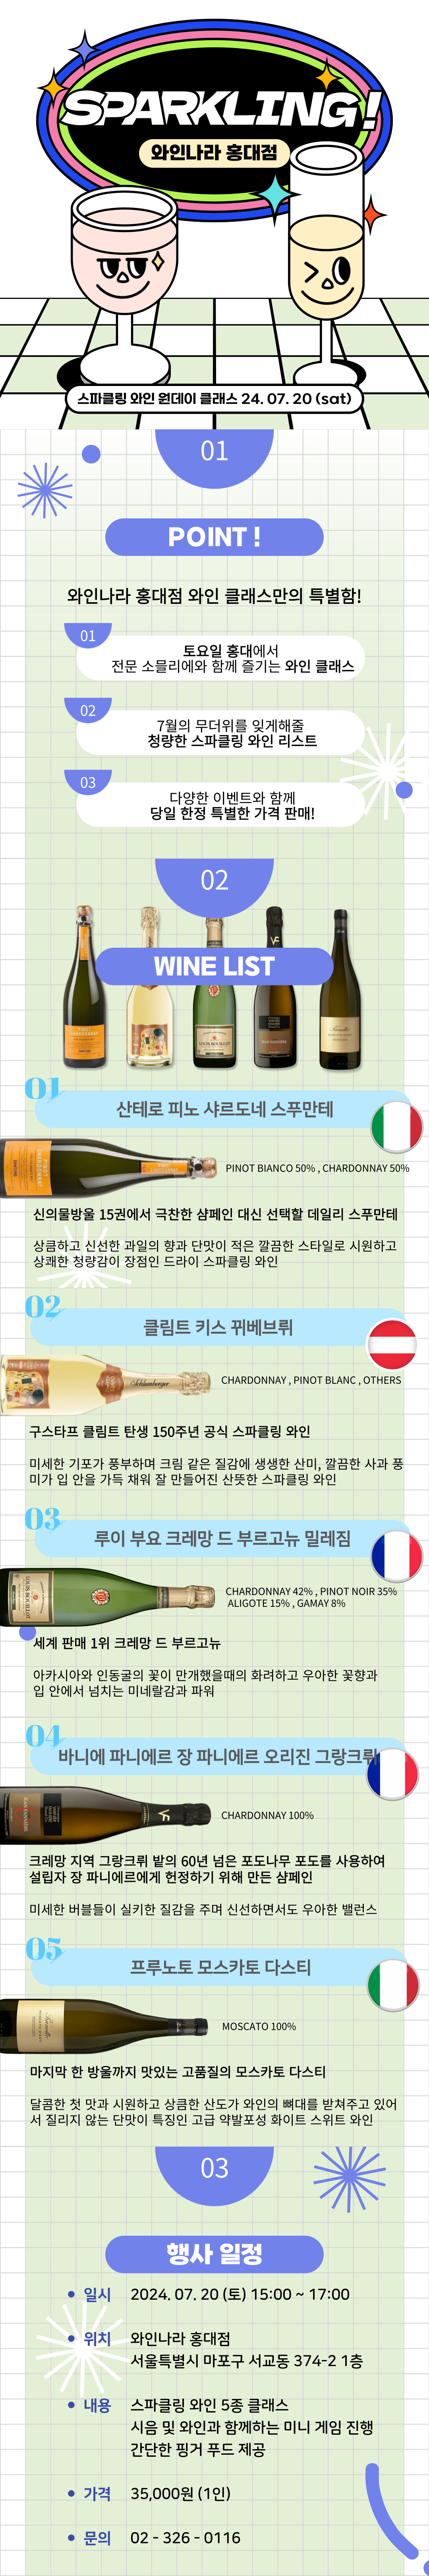 SPARKLING!
와인나라 홍대점
스파클링 와인 원데이 클래스 24. 07. 20 (sat)
01
POINT !
와인나라 홍대점 와인 클래스만의 특별함!
01
토요일 홍대에서
전문 소믈리에와 함께 즐기는 와인 클래스
02
7월의 무더위를 잊게해줄
청량한 스파클링 와인 리스트
03
다양한 이벤트와 함께
당일 한정 특별한 가격 판매!
02
WINE LIST
01
산테로 피노 샤르도네 스푸만테
PINOT BIANCO 50% , CHARDONNAY 50%
신의물방울 15권에서 극찬한 샴페인 대신 선택할 데일리 스푸만테
상큼하고 신선한 과일의 향과 단맛이 적은 깔끔한 스타일로 시원하고
상쾌한 청량감이 장점인 드라이 스파클링 와인
02
클림트 키스 뀌베브뤼
Schlumberger
CHARDONNAY , PINOT BLANC , OTHERS
구스타프 클림트 탄생 150주년 공식 스파클링 와인
미세한 기포가 풍부하며 크림 같은 질감에 생생한 산미, 깔끔한 사과 풍
미가 입 안을 가득 채워 잘 만들어진 산뜻한 스파클링 와인
03
루이 부요 크레망 드 부르고뉴 밀레짐
LOUIS BOUILLOT
CHARDONNAY 42% , PINOT NOIR 35%
ALIGOTE 15% , GAMAY 8%
세계 판매 1위 크레망 드 부르고뉴
아카시아와 인동굴의 꽃이 만개했을때의 화려하고 우아한 꽃향과
입 안에서 넘치는 미네랄감과 파워
04
바니에 파니에르 장 파니에르 오리진 그랑크뤼
VF
CHARDONNAY 100%
크레망 지역 그랑크뤼 밭의 60년 넘은 포도나무 포도를 사용하여
설립자 장 파니에르에게 헌정하기 위해 만든 샴페인
미세한 버블들이 실키한 질감을 주며 신선하면서도 우아한 밸런스
05
프루노토 모스카토 다스티
MOSCATO 100%
마지막 한 방울까지 맛있는 고품질의 모스카토 다스티
달콤한 첫 맛과 시원하고 상큼한 산도가 와인의 뼈대를 받쳐주고 있어
서 질리지 않는 단맛이 특징인 고급 약발포성 화이트 스위트 와인
03
행사 일정
일시 2024. 07. 20 (토) 15:00 ~ 17:00
위치 와인나라 홍대점
서울특별시 마포구 서교동 374-2 1층
내용 스파클링 와인 5종 클래스
시음 및 와인과 함께하는 미니 게임 진행
간단한 핑거 푸드 제공
가격 35,000원 (1인)
문의 02 - 326 - 0116